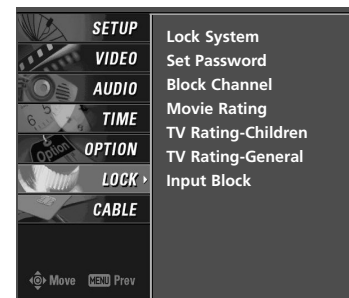 SETUP
VIDEO
AUDIO
TIME
OPTION
LOCK
CABLE
Lock System
Set Password
Block Channel
Movie Rating
TV Rating-Children
TV Rating-General
Input Block
Move MENU Prev